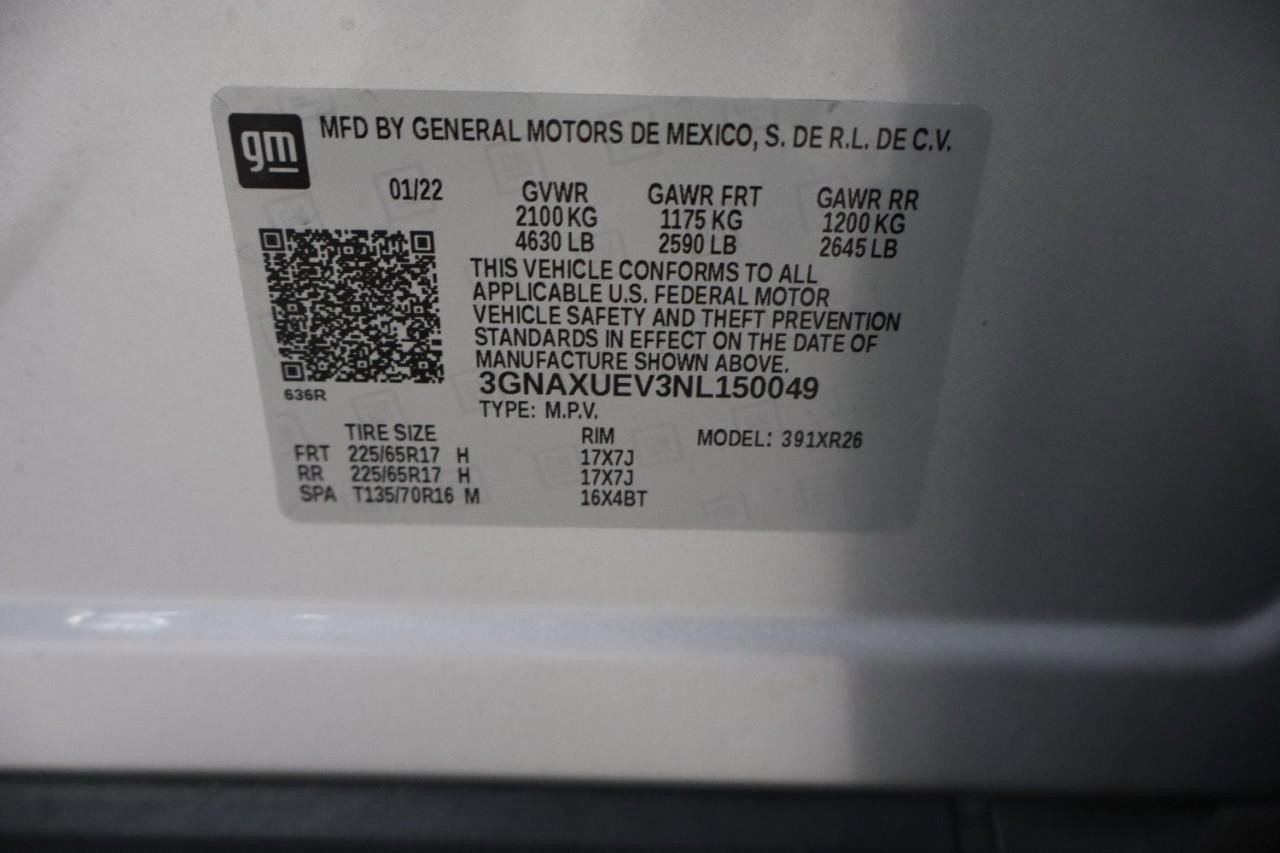 gm MFD BY GENERAL MOTORS DE MEXICO, S. DE R.L. DE C.V.
01/22 GVWR GAWR FRT GAWR RR
2100 KG 1175 KG 1200 KG
4630 LB 2590 LB 2645 LB
THIS VEHICLE CONFORMS TO ALL
APPLICABLE U.S. FEDERAL MOTOR
VEHICLE SAFETY AND THEFT PREVENTION
STANDARDS IN EFFECT ON THE DATE OF
MANUFACTURE SHOWN ABOVE.
3GNAXUEV3NL150049
636R
TYPE: M.P.V.
TIRE SIZE RIM MODEL: 391XR26
FRT 225/65R17 H 17X7J
RR 225/65R17 H 17X7J
SPA T135/70R16 M 16X4BT